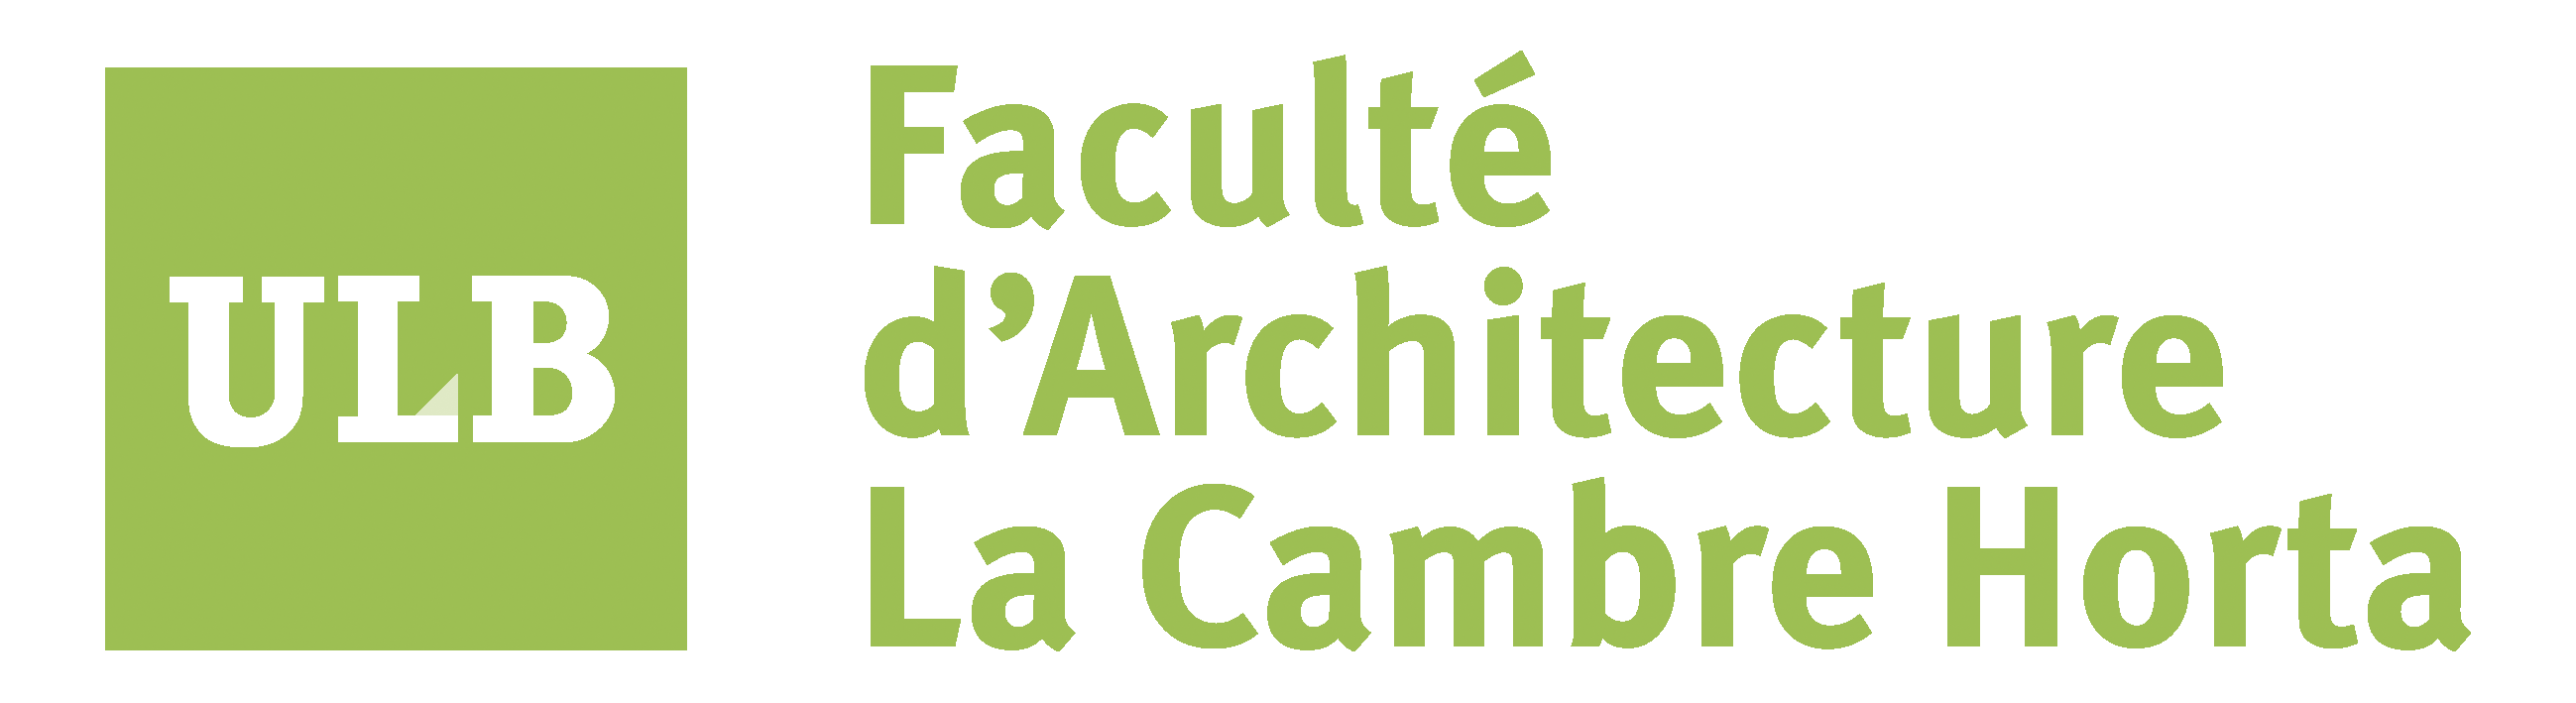 ULB
Faculté
d’Architecture
La Cambre Horta